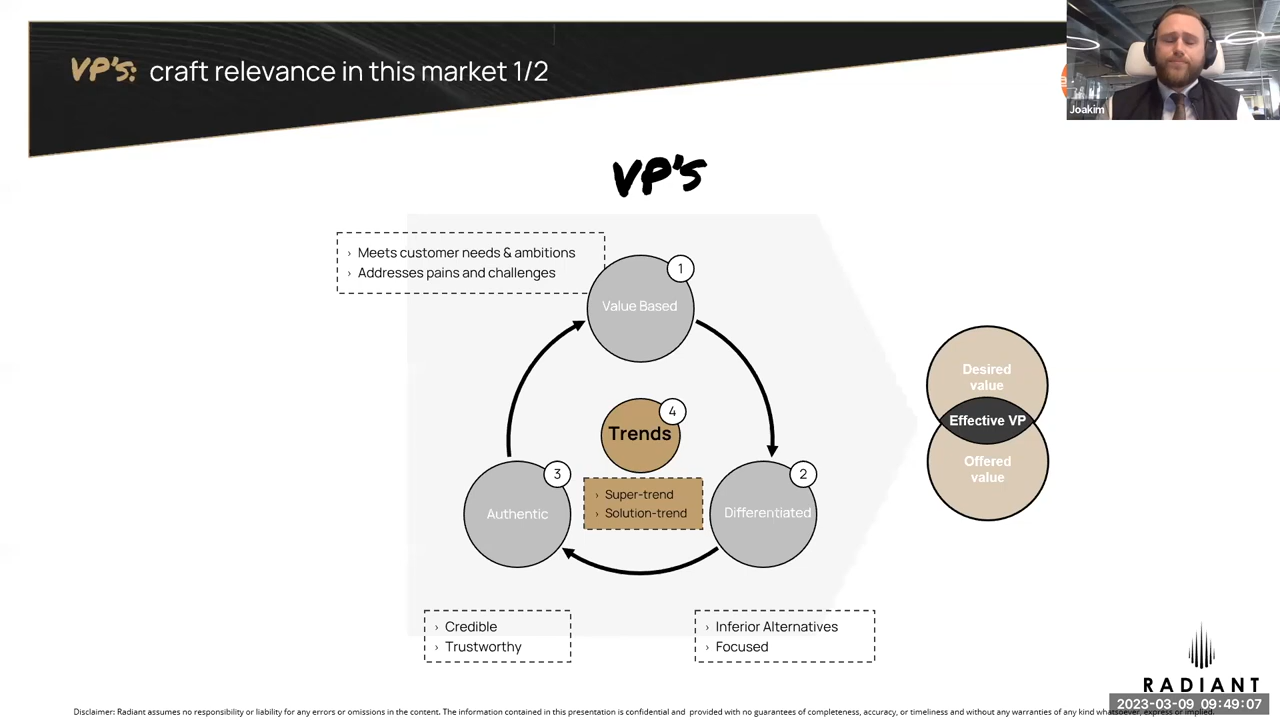 VP's: craft relevance in this market 1/2
Joakim
VP's
› Meets customer needs & ambitions
› Addresses pains and challenges
1
Value Based
4
Trends
› Super-trend
› Solution-trend
3
Authentic
2
Differentiated
› Credible
› Trustworthy
› Inferior Alternatives
› Focused
Desired
value
Effective VP
Offered
value
RADIANT
2023-03-09 09:49:07
Disclaimer: Radiant assumes no responsibility or liability for any errors or omissions in the content. The information contained in this presentation is confidential and provided with no guarantees of completeness, accuracy, or timeliness and without any warranties of any kind whatsoever, express or implied.